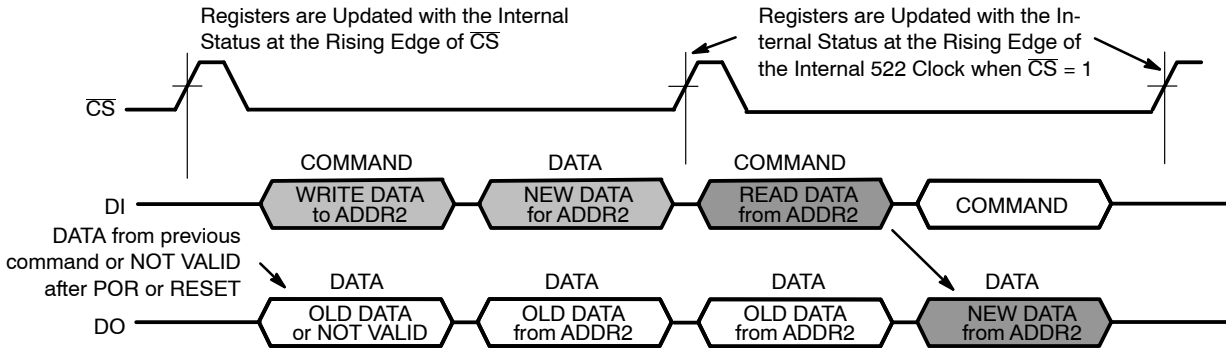 Registers are Updated with the Internal
Status at the Rising Edge of CS
Registers are Updated with the In-
ternal Status at the Rising Edge of
the Internal 522 Clock when CS = 1
CS
COMMAND
DATA
COMMAND
DI
WRITE DATA
to ADDR2
NEW DATA
for ADDR2
READ DATA
from ADDR2
COMMAND
DATA from previous
command or NOT VALID
after POR or RESET
DATA
DATA
DATA
DATA
DO
OLD DATA
or NOT VALID
OLD DATA
from ADDR2
OLD DATA
from ADDR2
NEW DATA
from ADDR2